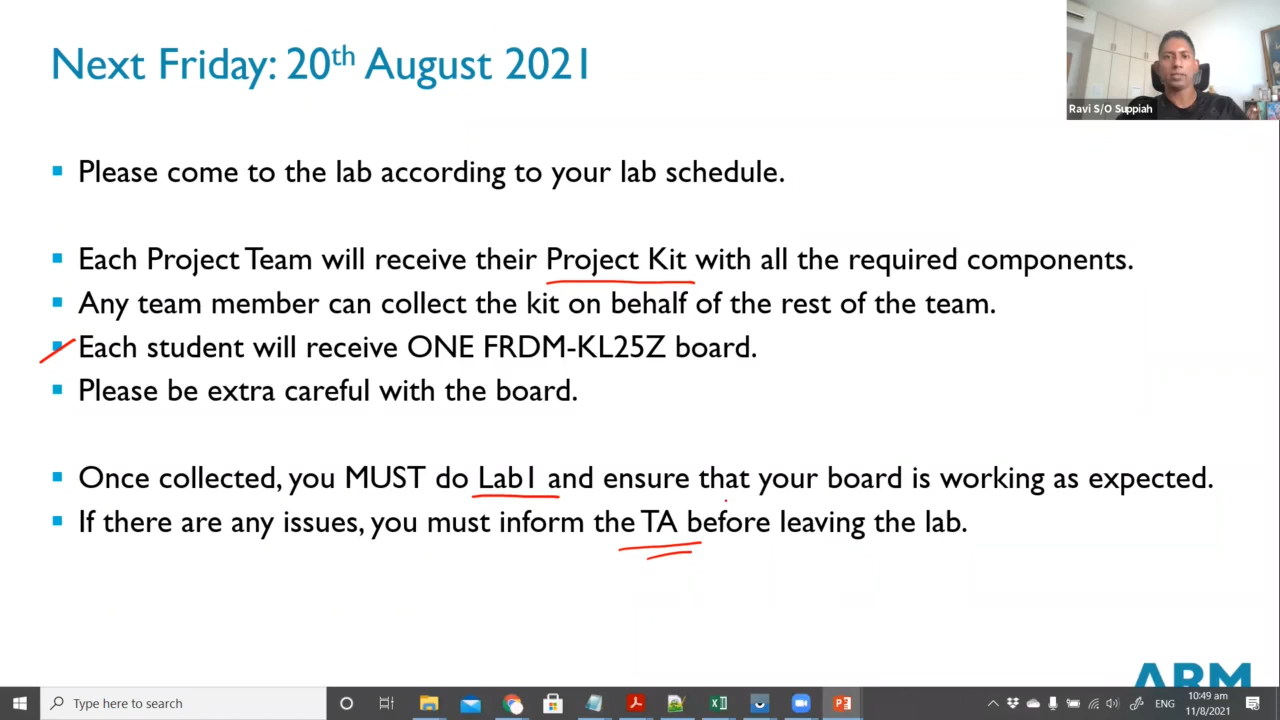 Next Friday: 20th August 2021
Ravi S/O Suppiah
Please come to the lab according to your lab schedule.
Each Project Team will receive their Project Kit with all the required components.
Any team member can collect the kit on behalf of the rest of the team.
Each student will receive ONE FRDM-KL25Z board.
Please be extra careful with the board.
Once collected, you MUST do Lab1 and ensure that your board is working as expected.
If there are any issues, you must inform the TA before leaving the lab.
ARM
Type here to search
ENG
10:49 am
11/8/2021